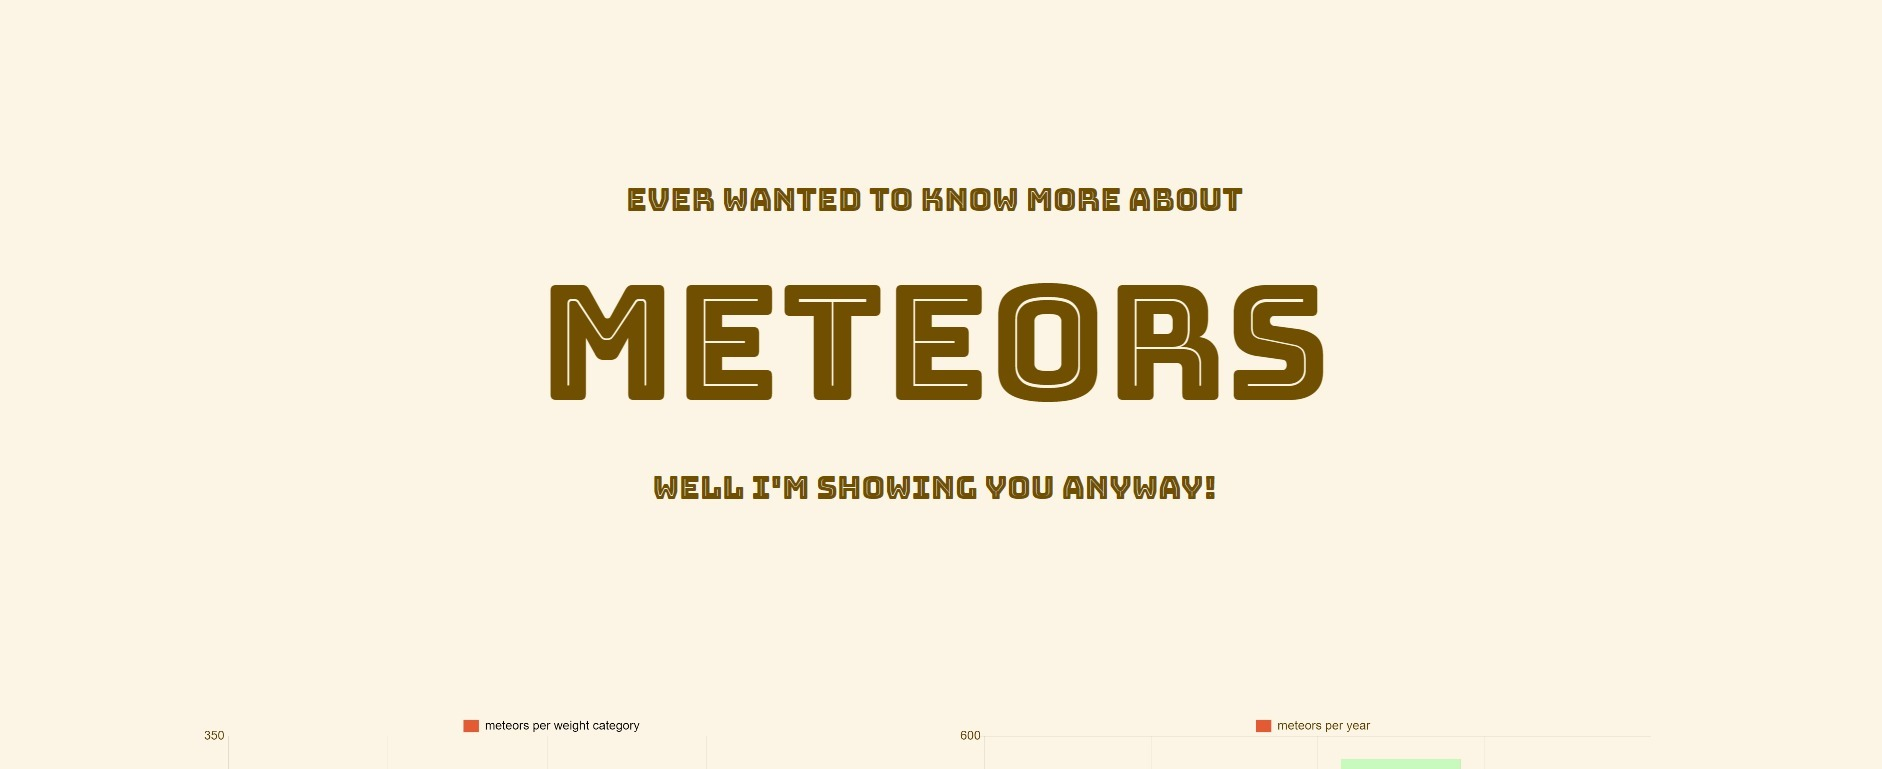 EVER WANTED TO KNOW MORE ABOUT
METEORS
WELL I'M SHOWING YOU ANYWAY!
meteors per weight category
350
meteors per year
600